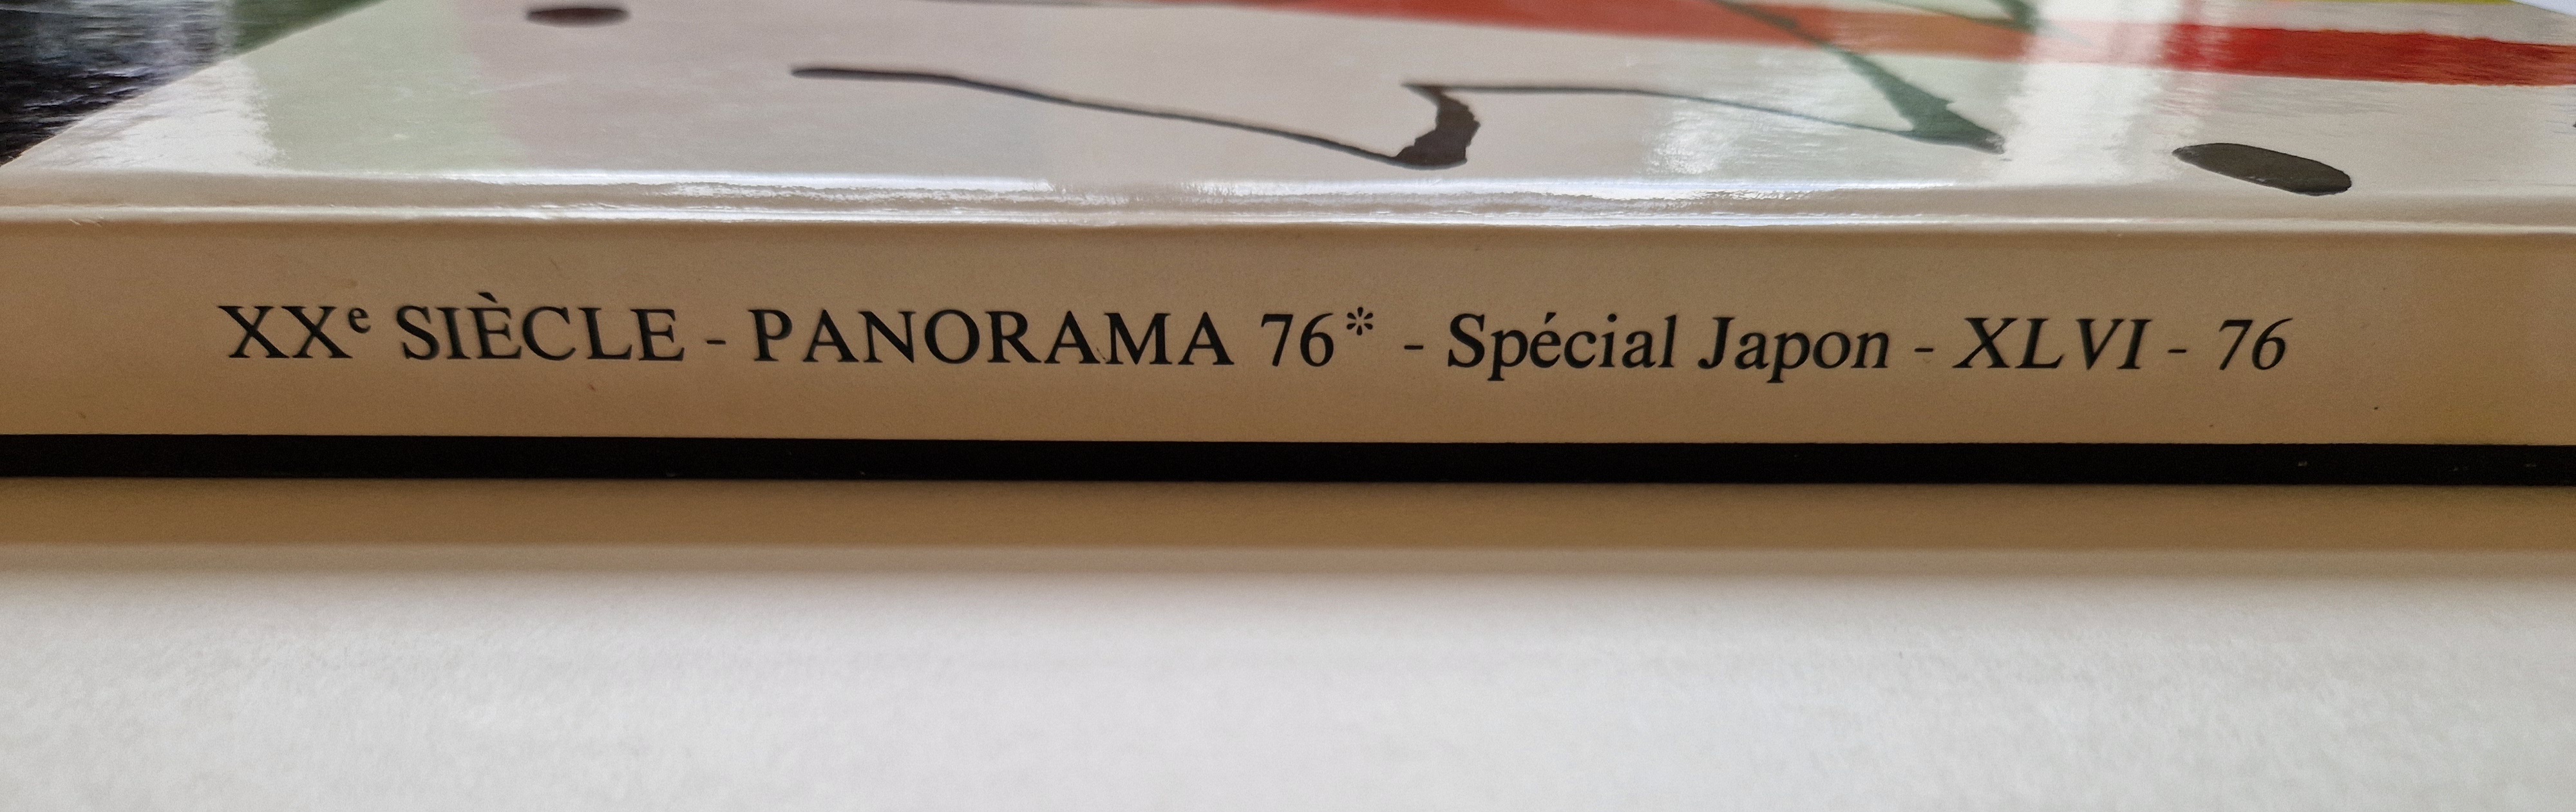 XXe SIÈCLE - PANORAMA 76* - Spécial Japon - XLVI - 76